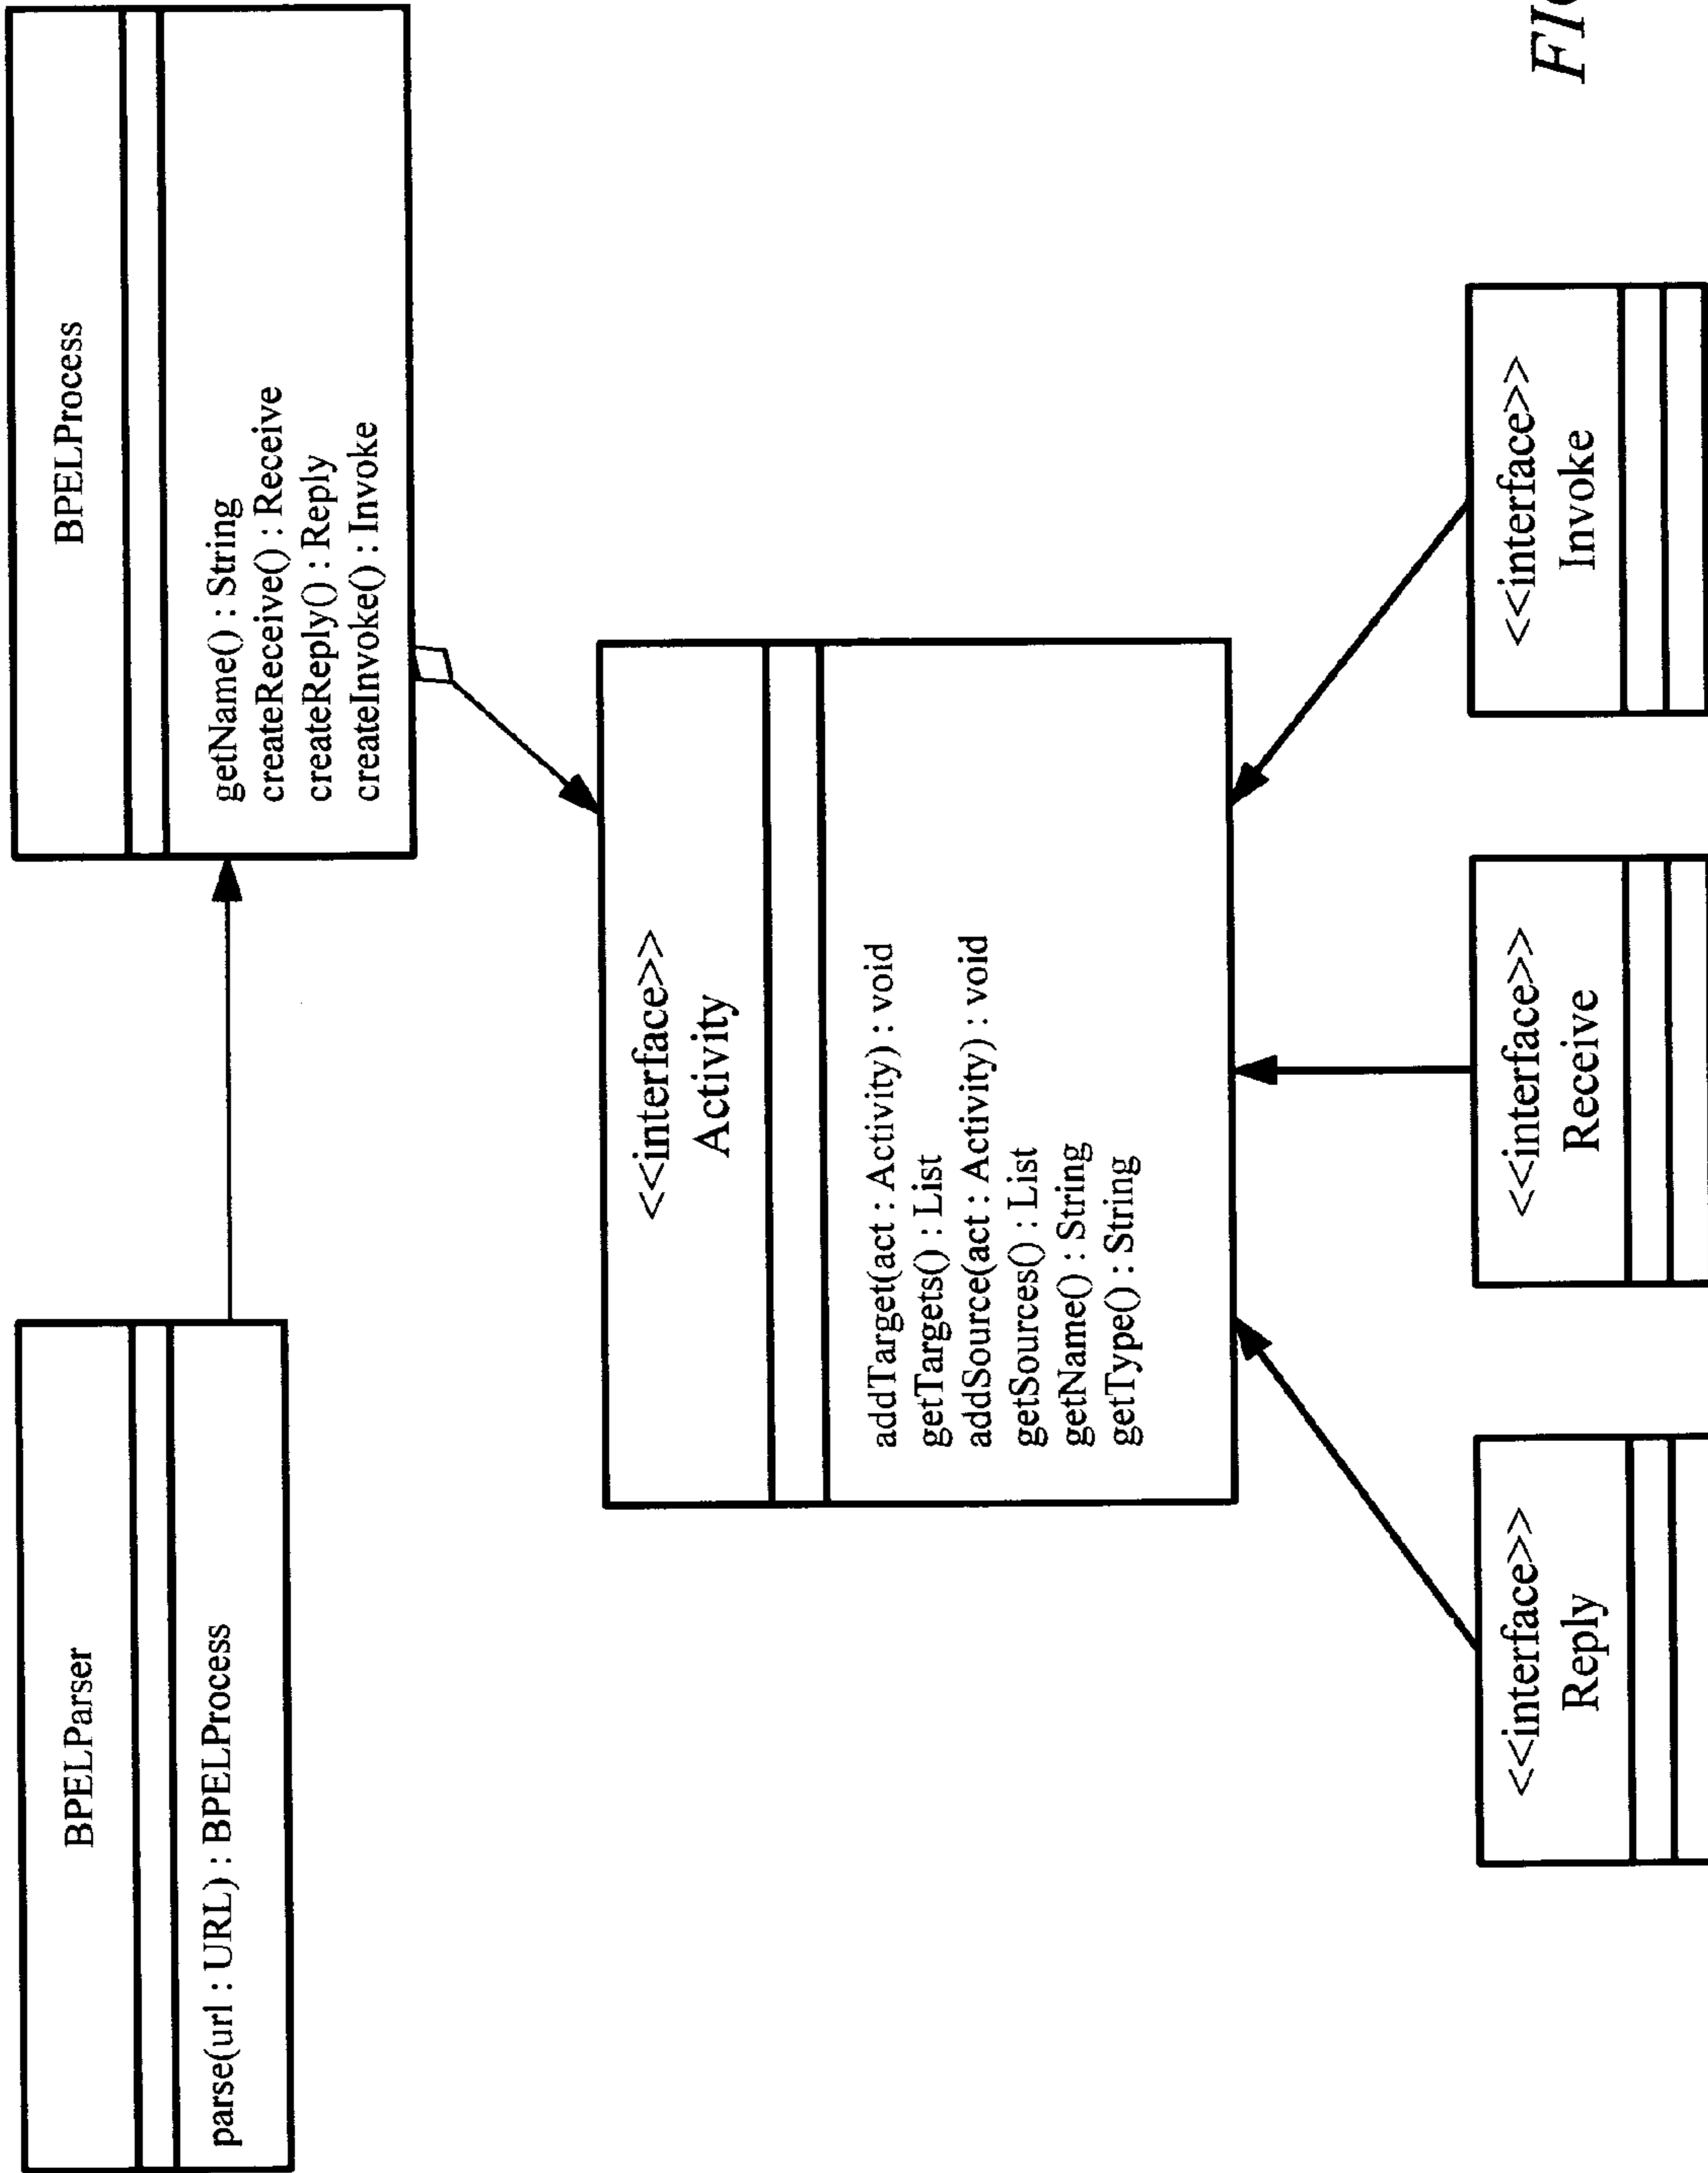 BPELParser
parse(url : URL) : BPELProcess
BPELProcess
getName() : String
createReceive() : Receive
createReply() : Reply
createInvoke() : Invoke
<<interface>>
Activity
addTarget(act : Activity) : void
getTargets() : List
addSource(act : Activity) : void
getSources() : List
getName() : String
getType() : String
<<interface>>
Reply
<<interface>>
Receive
<<interface>>
Invoke